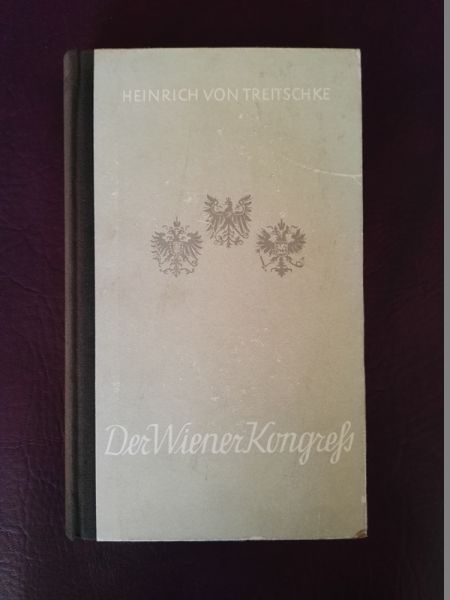 HEINRICH VON TREITSCHKE
Der Wiener Kongreß